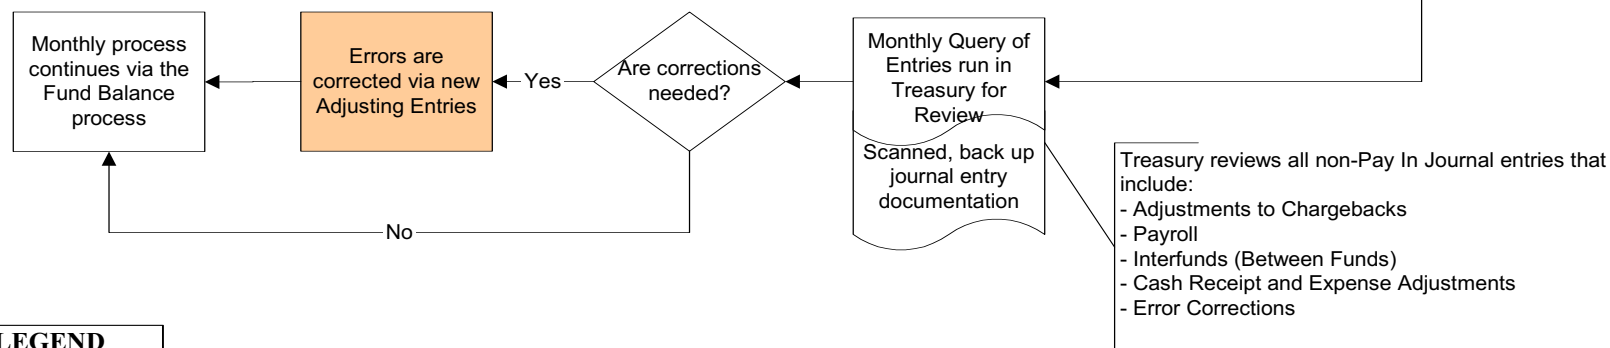 Monthly process
continues via the
Fund Balance
process
Errors are
corrected via new
Adjusting Entries
Yes
Are corrections
needed?
Monthly Query of
Entries run in
Treasury for
Review
Scanned, back up
journal entry
documentation
Treasury reviews all non-Pay In Journal entries that
include:
- Adjustments to Chargebacks
- Payroll
- Interfunds (Between Funds)
- Cash Receipt and Expense Adjustments
- Error Corrections
No
LEGEND